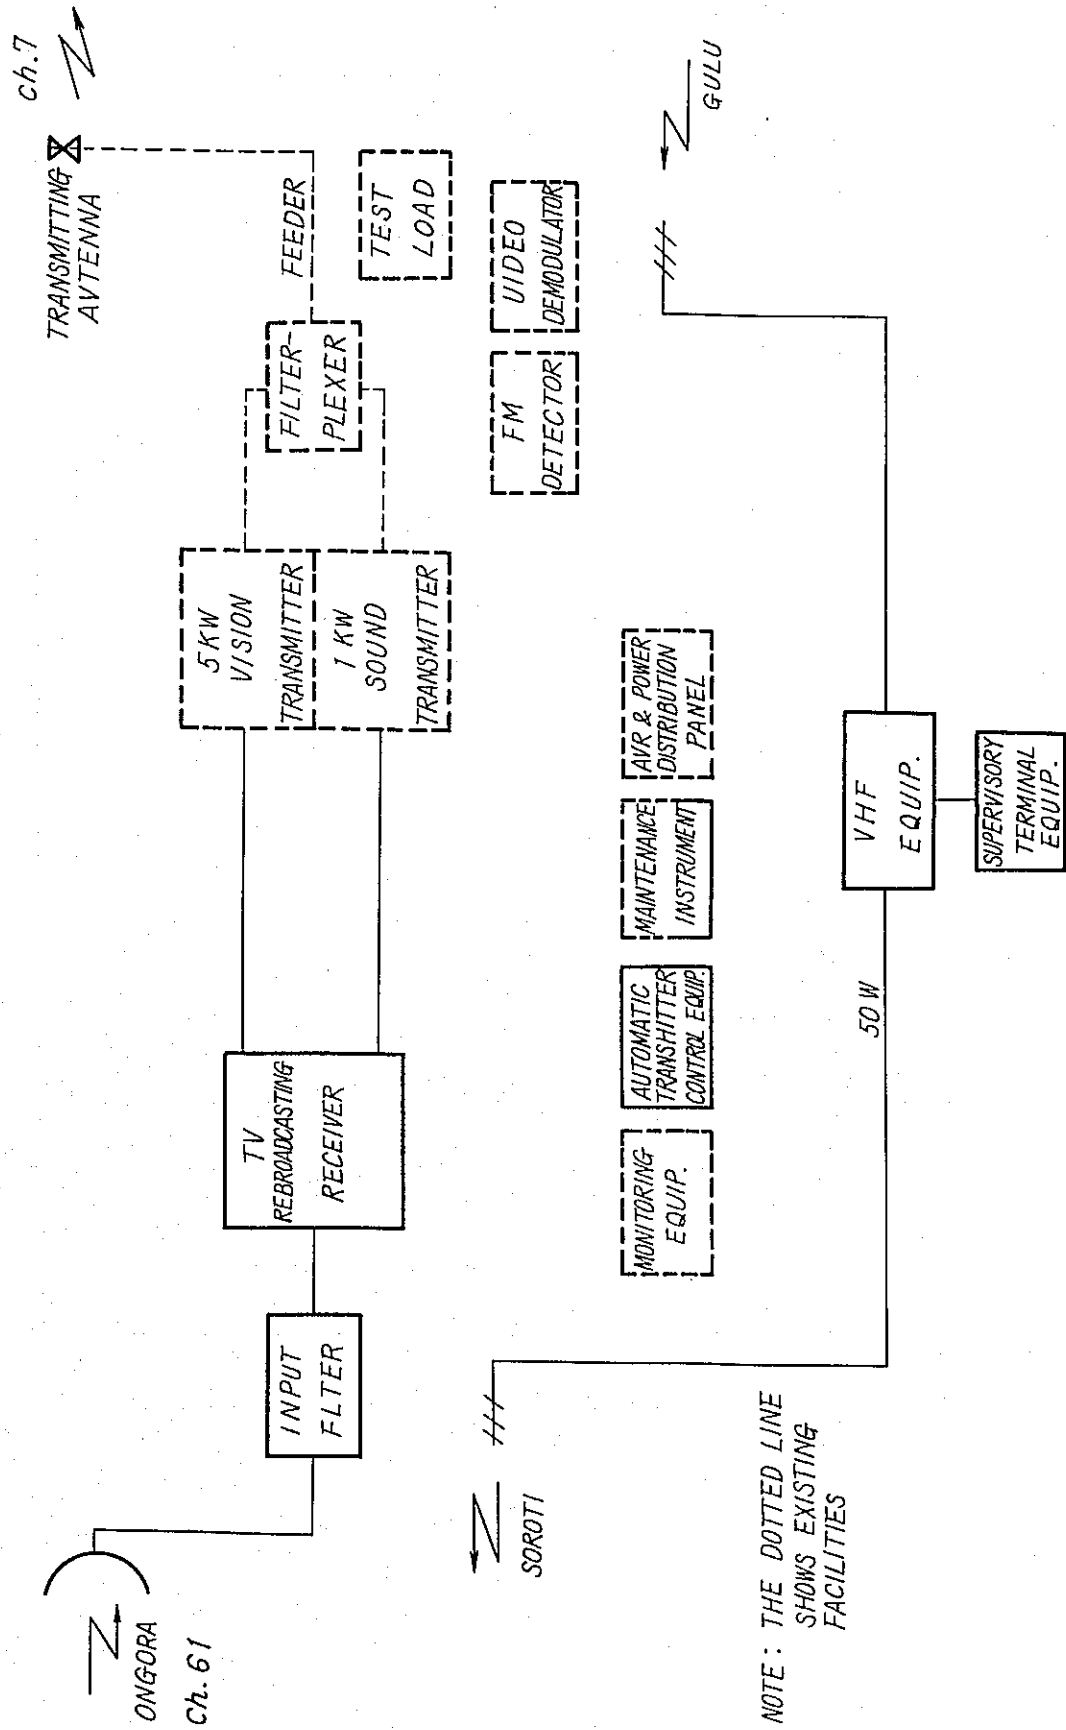 ch.7
TRANSMITTING
AVTENNA
FEEDER
FILTER-
PLEXER
TEST
LOAD
5KW
VISION
TRANSMITTER
1KW
SOUND
TRANSMITTER
TV
REBROADCASTING
RECEIVER
INPUT
FLTER
ONGORA
Ch.61
UIDEO
DEMODULATOR
FM
DETECTOR
MONITORING
EQUIP.
AUTOMATIC
TRANSHITTER
CONTROL EQUIP.
MAINTENANCE
INSTRUMENT
AVR & POWER
DISTRIBUTION
PANEL
SOROTI
GULU
50W
VHF
EQUIP.
SUPERVISORY
TERMINAL
EQUIP.
NOTE: THE DOTTED LINE
SHOWS EXISTING
FACILITIES